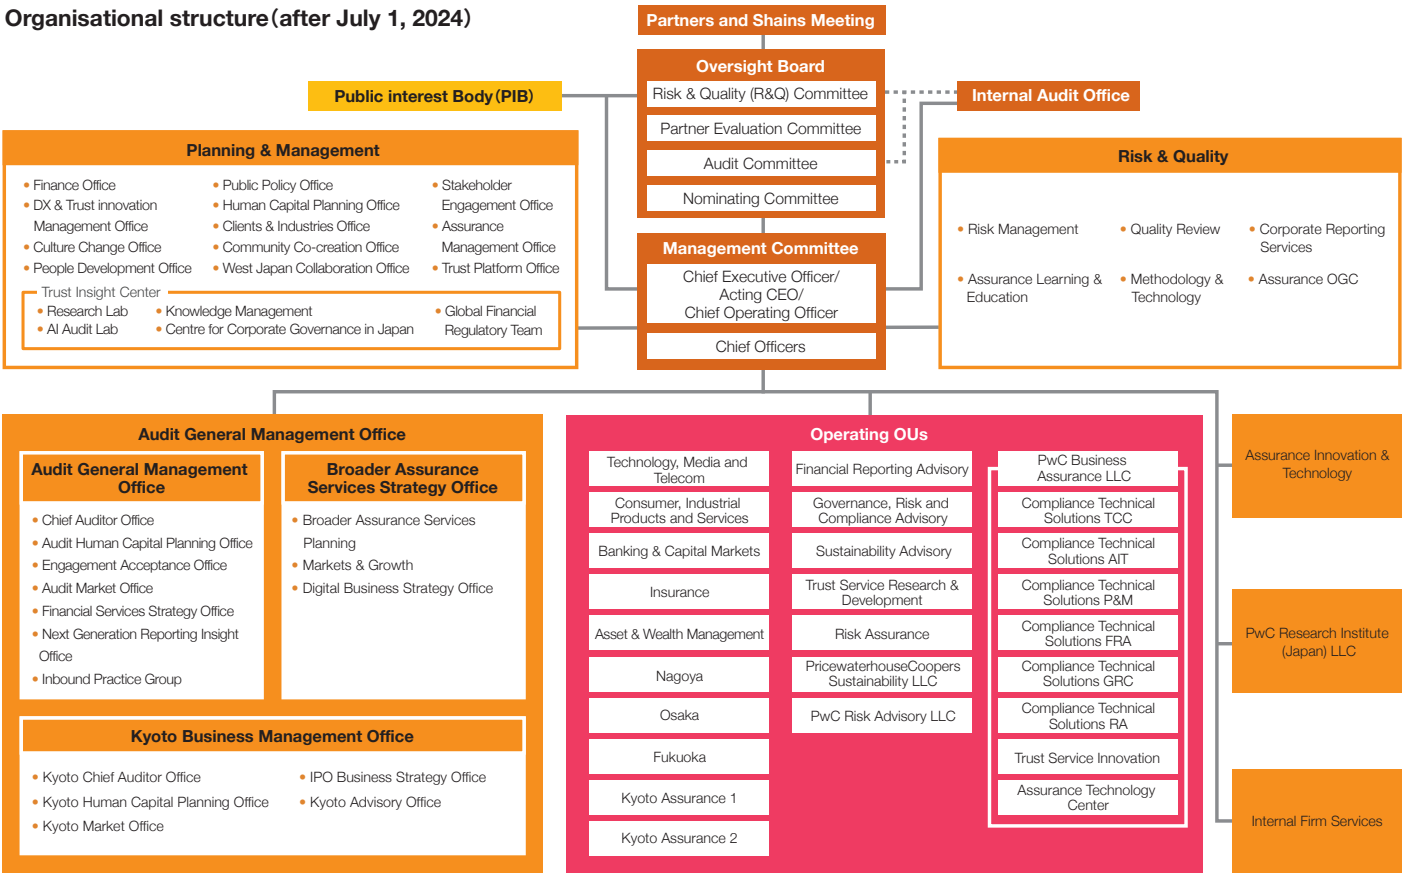 Organisational structure（after July 1, 2024）
Partners and Shains Meeting
Oversight Board
Risk & Quality (R&Q) Committee
Partner Evaluation Committee
Audit Committee
Nominating Committee
Public interest Body（PIB）
Internal Audit Office
Management Committee
Chief Executive Officer/
Acting CEO/
Chief Operating Officer
Chief Officers
Planning & Management
• Finance Office
• DX & Trust innovation
Management Office
• Culture Change Office
• People Development Office
• Public Policy Office
• Human Capital Planning Office
• Clients & Industries Office
• Community Co-creation Office
• West Japan Collaboration Office
• Stakeholder
Engagement Office
• Assurance
Management Office
• Trust Platform Office
Trust Insight Center
• Research Lab
• AI Audit Lab
• Knowledge Management
• Centre for Corporate Governance in Japan
• Global Financial
Regulatory Team
Risk & Quality
• Risk Management
• Quality Review
• Corporate Reporting
Services
• Assurance Learning &
Education
• Methodology &
Technology
• Assurance OGC
Audit General Management Office
Audit General Management
Office
• Chief Auditor Office
• Audit Human Capital Planning Office
• Engagement Acceptance Office
• Audit Market Office
• Financial Services Strategy Office
• Next Generation Reporting Insight
Office
• Inbound Practice Group
Broader Assurance
Services Strategy Office
• Broader Assurance Services
Planning
• Markets & Growth
• Digital Business Strategy Office
Kyoto Business Management Office
• Kyoto Chief Auditor Office
• Kyoto Human Capital Planning Office
• Kyoto Market Office
• IPO Business Strategy Office
• Kyoto Advisory Office
Operating OUs
Technology, Media and
Telecom
Consumer, Industrial
Products and Services
Banking & Capital Markets
Insurance
Asset & Wealth Management
Nagoya
Osaka
Fukuoka
Kyoto Assurance 1
Kyoto Assurance 2
Financial Reporting Advisory
Governance, Risk and
Compliance Advisory
Sustainability Advisory
Trust Service Research &
Development
Risk Assurance
PricewaterhouseCoopers
Sustainability LLC
PwC Risk Advisory LLC
PwC Business
Assurance LLC
Compliance Technical
Solutions TCC
Compliance Technical
Solutions AIT
Compliance Technical
Solutions P&M
Compliance Technical
Solutions FRA
Compliance Technical
Solutions GRC
Compliance Technical
Solutions RA
Trust Service Innovation
Assurance Technology
Center
Assurance Innovation &
Technology
PwC Research Institute
(Japan) LLC
Internal Firm Services